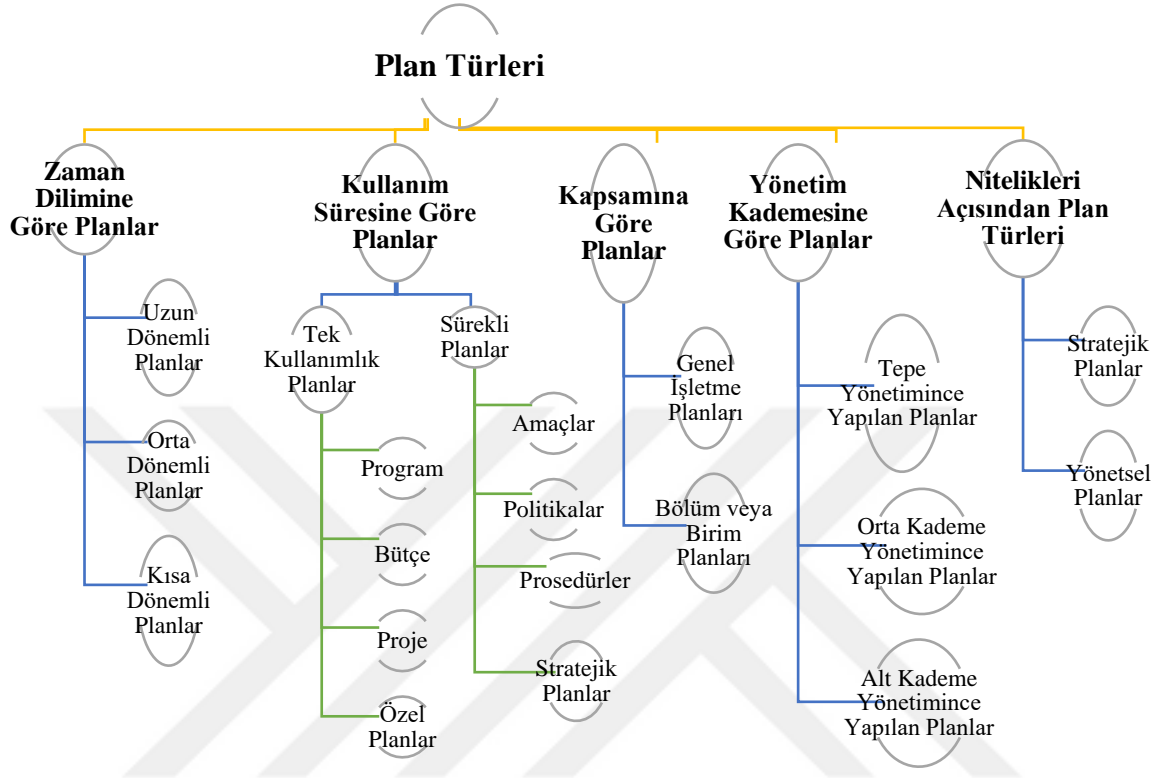 Plan Türleri
Zaman
Dilimine
Göre Planlar
Uzun
Dönemli
Planlar
Orta
Dönemli
Planlar
Kısa
Dönemli
Planlar
Kullanım
Süresine Göre
Planlar
Tek
Kullanımlık
Planlar
Program
Bütçe
Proje
Özel
Planlar
Sürekli
Planlar
Amaçlar
Politikalar
Prosedürler
Stratejik
Planlar
Kapsamına
Göre
Planlar
Genel
İşletme
Planları
Bölüm veya
Birim
Planları
Yönetim
Kademesine
Göre Planlar
Tepe
Yönetimince
Yapılan Planlar
Orta Kademe
Yönetimince
Yapılan Planlar
Alt Kademe
Yönetimince
Yapılan Planlar
Nitelikleri
Açısından Plan
Türleri
Stratejik
Planlar
Yönetsel
Planlar